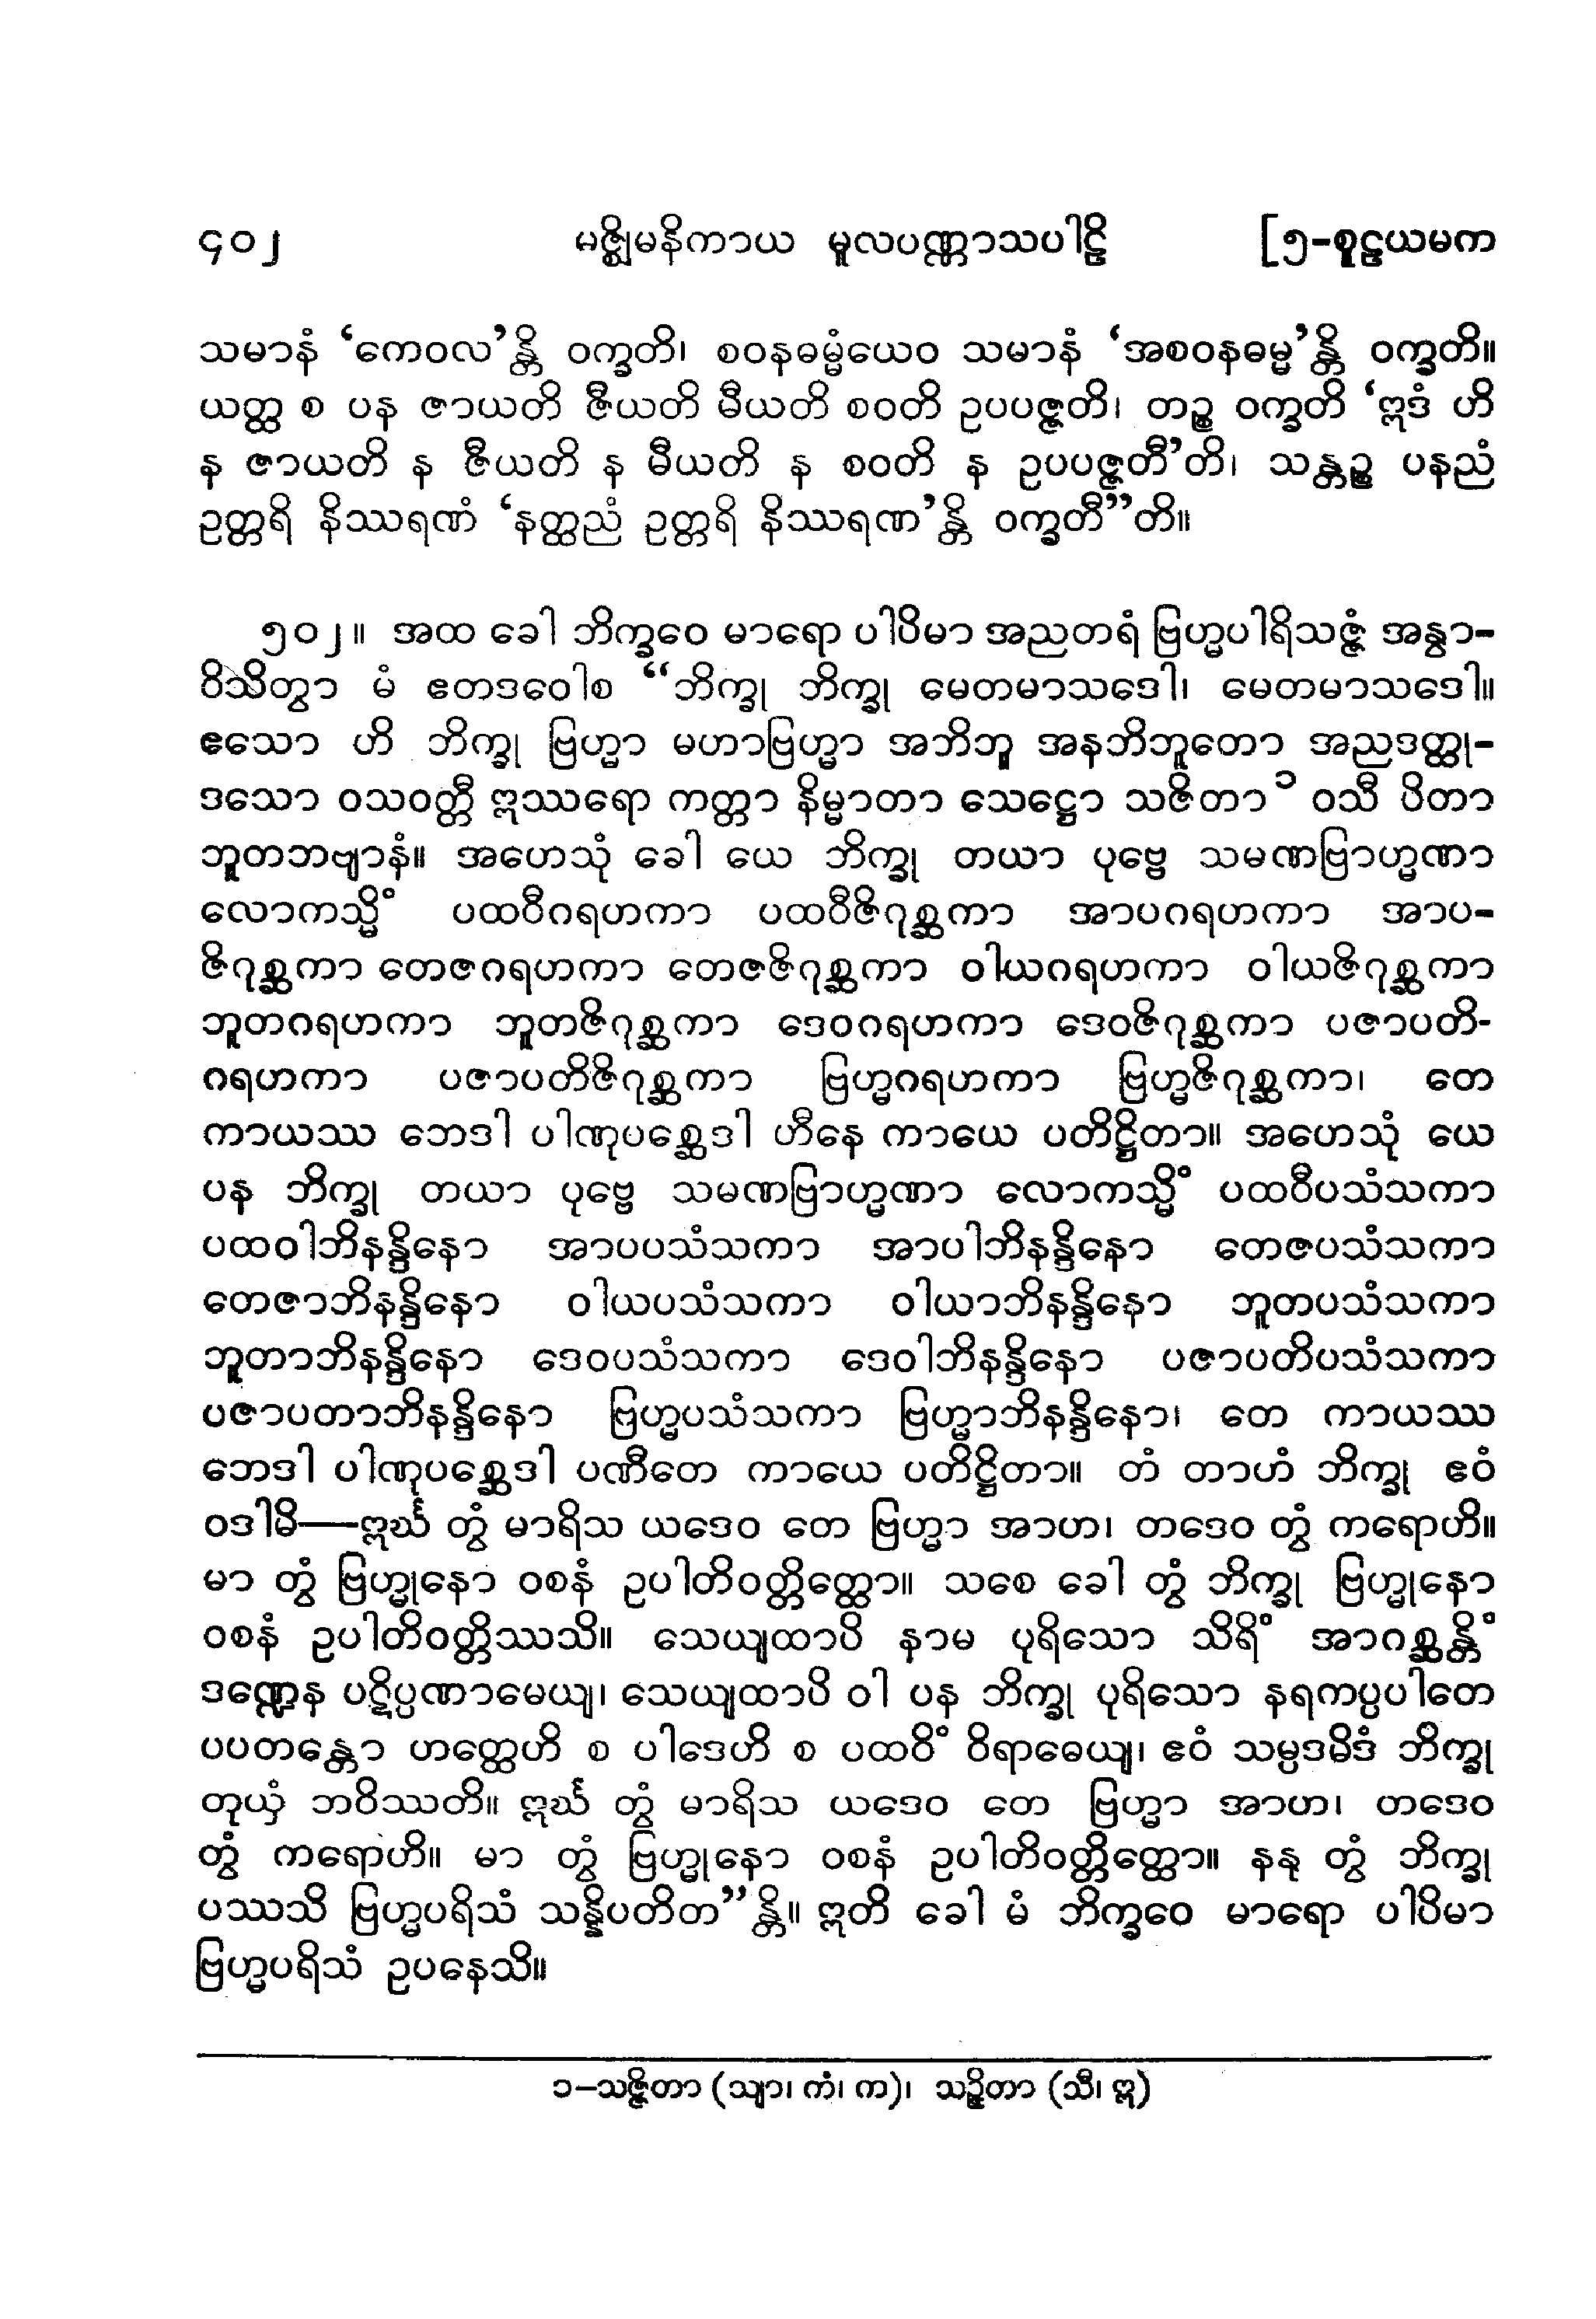 ၄၀၂ မဇ္ဈိမနိကာယ မူလပဏ္ဏာသပါဠိ [၅-စူဠယမက
သမာနံ ‘ကေဝလ’န္တိ ဝက္ခတိ၊ စဝနဓမ္မံယေဝ သမာနံ ‘အစဝနဓမ္မ’န္တိ ဝက္ခတိ။
ယတ္ထ စ ပန ဇာယတိ ဇီယတိ မီယတိ စဝတိ ဥပပဇ္ဇတိ၊ တဉ္စ ဝက္ခတိ ‘ဣဒံ ဟိ
န ဇာယတိ န ဇီယတိ န မီယတိ န စဝတိ န ဥပပဇ္ဇတီ’တိ၊ သန္တဉ္စ ပနညံ
ဥတ္တရိ နိဿရဏံ ‘နတ္ထညံ ဥတ္တရိ နိဿရဏ’န္တိ ဝက္ခတီ”တိ။
၅၀၂။ အထ ခေါ ဘိက္ခဝေ မာရော ပါပိမာ အညတရံ ဗြဟ္မပါရိသဇ္ဇံ အနွာ-
ဝိသိတွာ မံ ဧတဒဝေါစ “ဘိက္ခု ဘိက္ခု မေတမာသဒေါ၊ မေတမာသဒေါ။
ဧသော ဟိ ဘိက္ခု ဗြဟ္မာ မဟာဗြဟ္မာ အဘိဘူ အနဘိဘူတော အညဒတ္ထု-
ဒသော ဝသဝတ္တီ ဣဿရော ကတ္တာ နိမ္မာတာ သေဋ္ဌော သဇိတာ ၁ ဝသီ ပိတာ
ဘူတဘဗျာနံ။ အဟေသုံ ခေါ ယေ ဘိက္ခု တယာ ပုဗ္ဗေ သမဏဗြာဟ္မဏာ
လောကသ္မိံ ပထဝီဂရဟကာ ပထဝီဇိဂုစ္ဆကာ အာပဂရဟကာ အာပ-
ဇိဂုစ္ဆကာ တေဇဂရဟကာ တေဇဇိဂုစ္ဆကာ ဝါယဂရဟကာ ဝါယဇိဂုစ္ဆကာ
ဘူတဂရဟကာ ဘူတဇိဂုစ္ဆကာ ဒေဝဂရဟကာ ဒေဝဇိဂုစ္ဆကာ ပဇာပတိ-
ဂရဟကာ ပဇာပတိဇိဂုစ္ဆကာ ဗြဟ္မဂရဟကာ ဗြဟ္မဇိဂုစ္ဆကာ၊ တေ
ကာယဿ ဘေဒါ ပါဏုပစ္ဆေဒါ ဟီနေ ကာယေ ပတိဋ္ဌိတာ။ အဟေသုံ ယေ
ပန ဘိက္ခု တယာ ပုဗ္ဗေ သမဏဗြာဟ္မဏာ လောကသ္မိံ ပထဝီပသံသကာ
ပထဝါဘိနန္ဒိနော အာပပသံသကာ အာပါဘိနန္ဒိနော တေဇပသံသကာ
တေဇာဘိနန္ဒိနော ဝါယပသံသကာ ဝါယာဘိနန္ဒိနော ဘူတပသံသကာ
ဘူတာဘိနန္ဒိနော ဒေဝပသံသကာ ဒေဝါဘိနန္ဒိနော ပဇာပတိပသံသကာ
ပဇာပတာဘိနန္ဒိနော ဗြဟ္မပသံသကာ ဗြဟ္မာဘိနန္ဒိနော၊ တေ ကာယဿ
ဘေဒါ ပါဏုပစ္ဆေဒါ ပဏီတေ ကာယေ ပတိဋ္ဌိတာ။ တံ တာဟံ ဘိက္ခု ဧဝံ
ဝဒါမိ—ဣင်္ဃ တွံ မာရိသ ယဒေဝ တေ ဗြဟ္မာ အာဟ၊ တဒေဝ တွံ ကရောဟိ။
မာ တွံ ဗြဟ္မုနော ဝစနံ ဥပါတိဝတ္တိတ္ထော။ သစေ ခေါ တွံ ဘိက္ခု ဗြဟ္မုနော
ဝစနံ ဥပါတိဝတ္တိဿသိ။ သေယျထာပိ နာမ ပုရိသော သိရိံ အာဂစ္ဆန္တိံ
ဒဏ္ဍေန ပဋိပ္ပဏာမေယျ၊ သေယျထာပိ ဝါ ပန ဘိက္ခု ပုရိသော နရကပ္ပပါတေ
ပပတန္တော ဟတ္ထေဟိ စ ပါဒေဟိ စ ပထဝိံ ဝိရာဓေယျ၊ ဧဝံ သမ္ပဒမိဒံ ဘိက္ခု
တုယှံ ဘဝိဿတိ။ ဣင်္ဃ တွံ မာရိသ ယဒေဝ တေ ဗြဟ္မာ အာဟ၊ တဒေဝ
တွံ ကရောဟိ။ မာ တွံ ဗြဟ္မုနော ဝစနံ ဥပါတိဝတ္တိတ္ထော။ နနု တွံ ဘိက္ခု
ပဿသိ ဗြဟ္မပရိသံ သန္နိပတိတ”န္တိ။ ဣတိ ခေါ မံ ဘိက္ခဝေ မာရော ပါပိမာ
ဗြဟ္မပရိသံ ဥပနေသိ။
၁–သဇ္ဇိတာ (သျာ၊ ကံ၊ က)၊ သဉ္ဇိတာ (သီ၊ ဣ)